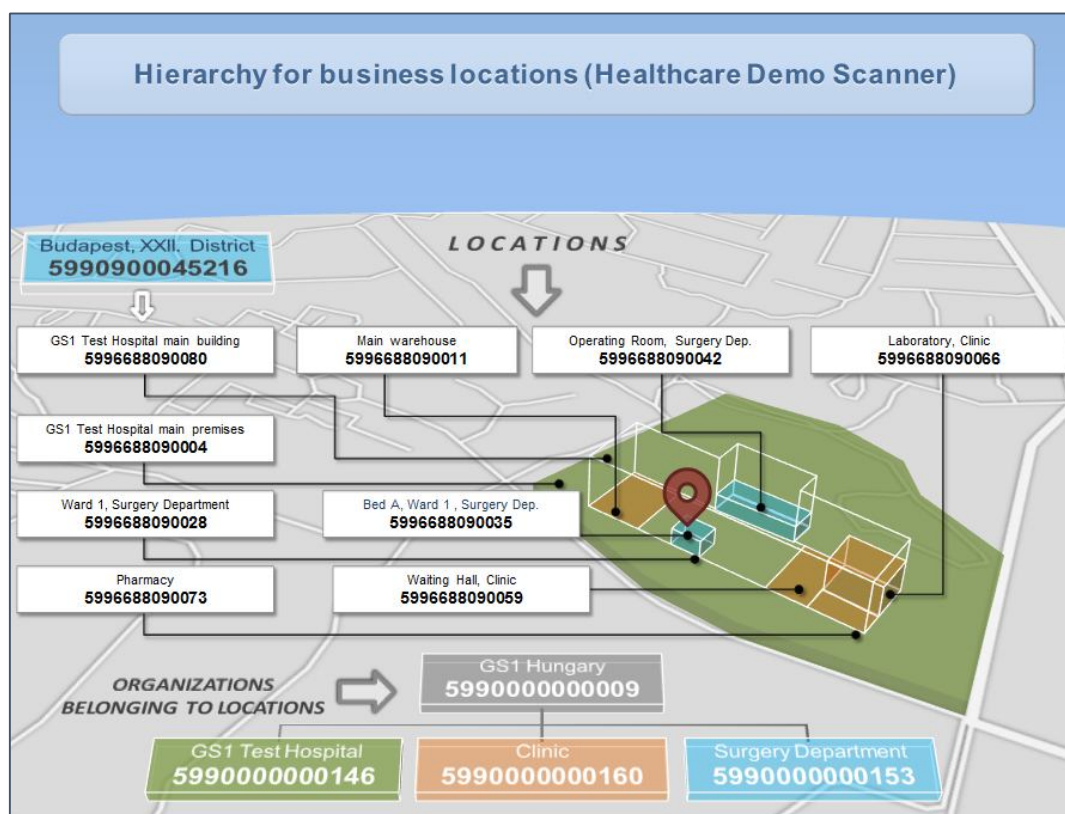 Hierarchy for business locations (Healthcare Demo Scanner)
Budapest, XXII. District
5990900045216
LOCATIONS
GS1 Test Hospital main building
5996688090080
Main warehouse
5996688090011
Operating Room, Surgery Dep.
5996688090042
Laboratory, Clinic
5996688090066
GS1 Test Hospital main premises
5996688090004
Ward 1, Surgery Department
5996688090028
Bed A, Ward 1 , Surgery Dep.
5996688090035
Pharmacy
5996688090073
Waiting Hall, Clinic
5996688090059
ORGANIZATIONS
BELONGING TO LOCATIONS
GS1 Hungary
5990000000009
GS1 Test Hospital
5990000000146
Clinic
5990000000160
Surgery Department
5990000000153